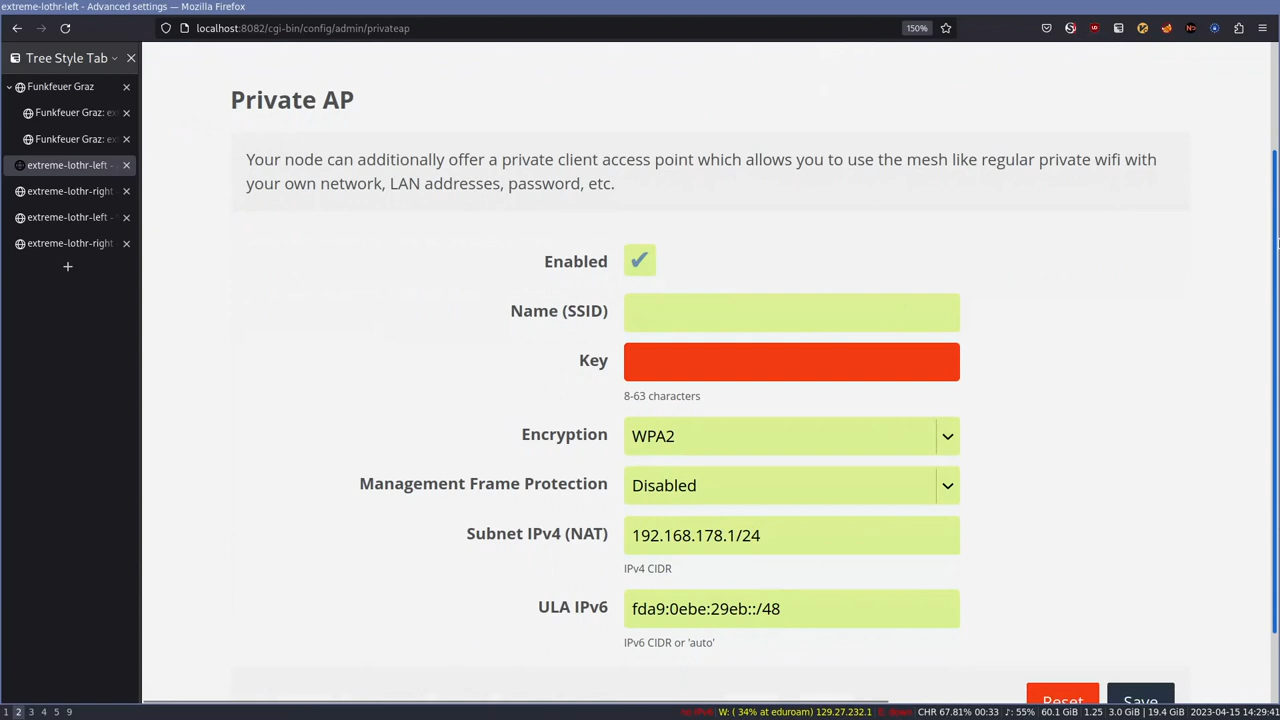 extreme-lothr-left - Advanced settings — Mozilla Firefox
localhost:8082/cgi-bin/config/admin/privateap
150%
Tree Style Tab
Funkfeuer Graz
Funkfeuer Graz: ex
Funkfeuer Graz: ex
extreme-lothr-left -
extreme-lothr-right
extreme-lothr-left -
extreme-lothr-right
Private AP
Your node can additionally offer a private client access point which allows you to use the mesh like regular private wifi with
your own network, LAN addresses, password, etc.
Enabled
Name (SSID)
Key
8-63 characters
Encryption
WPA2
Management Frame Protection
Disabled
Subnet IPv4 (NAT)
192.168.178.1/24
IPv4 CIDR
ULA IPv6
fda9:0ebe:29eb::/48
IPv6 CIDR or 'auto'
Reset
Save
1 2 3 4 5 9
no IPv6 W: ( 34% at eduroam) 129.27.232.1 E: down CHR 67.81% 00:33 ♪: 55% 60.1 GiB 1.25 3.0 GiB | 19.4 GiB 2023-04-15 14:29:41